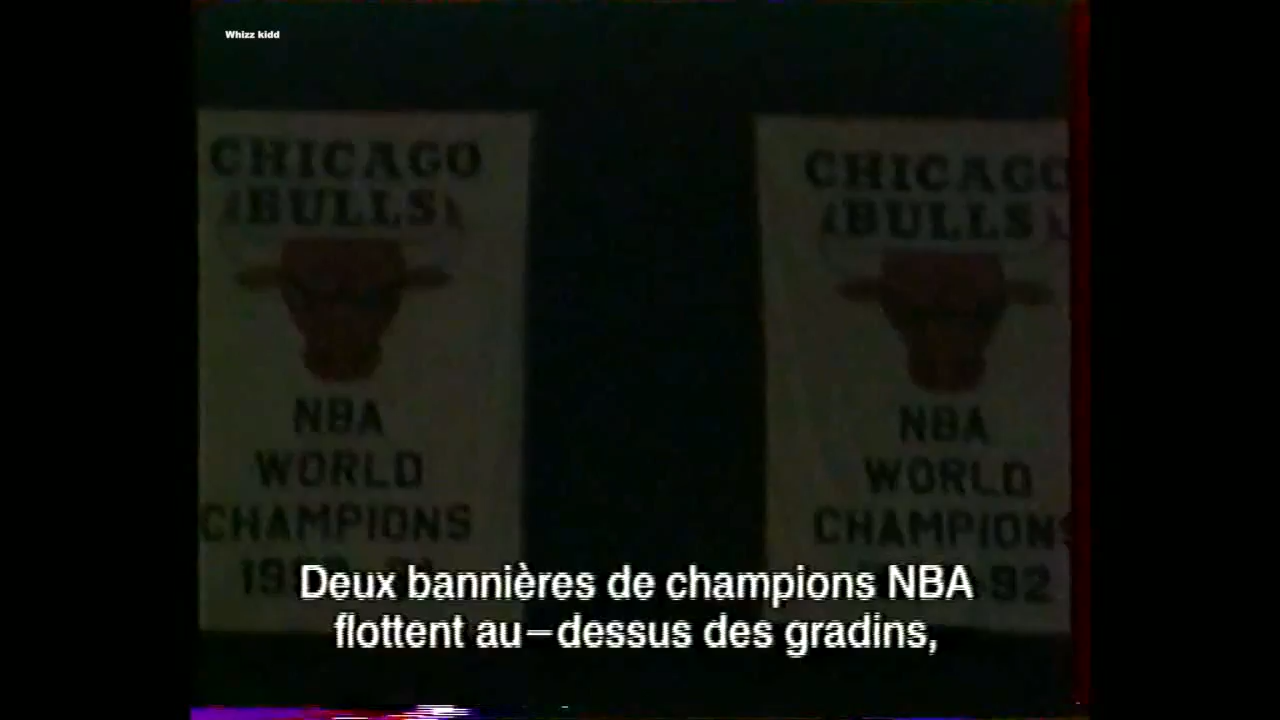 Whizz kidd
CHICAGO
BULLS
NBA
WORLD
CHAMPIONS
CHICAGO
BULLS
NBA
WORLD
CHAMPIONS
92
Deux bannières de champions NBA
flottent au-dessus des gradins,